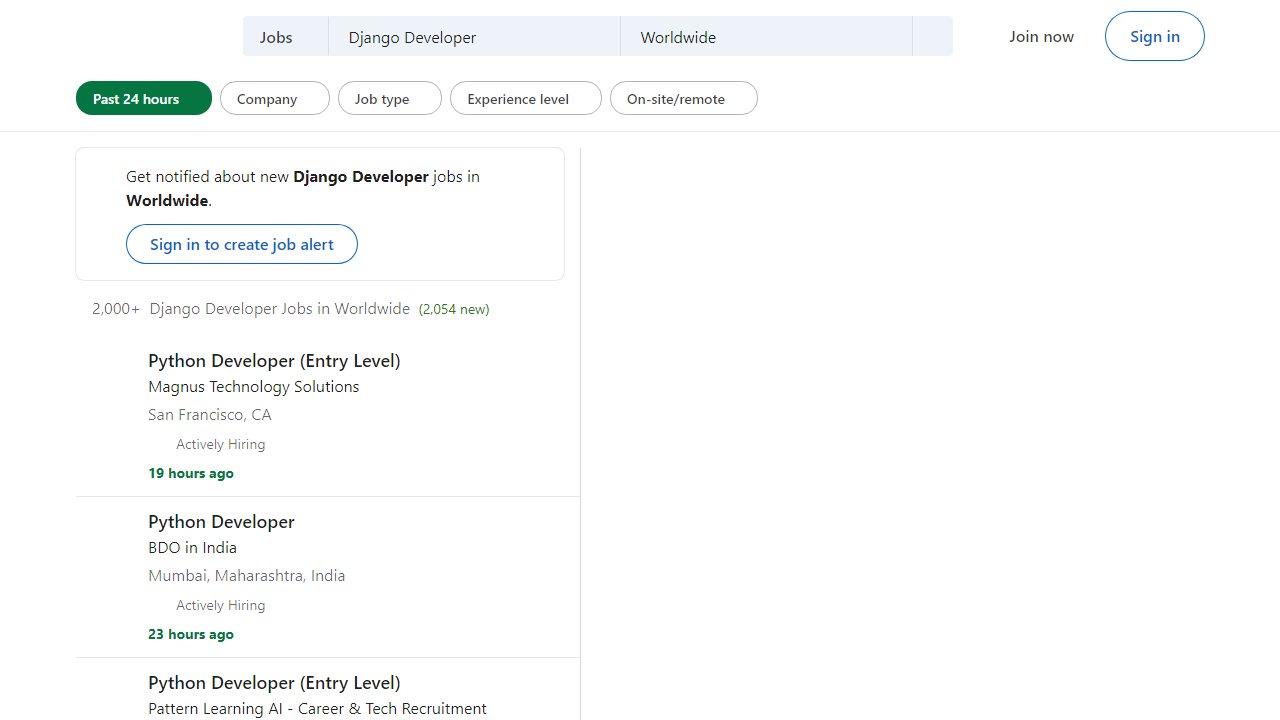 Jobs
Django Developer
Worldwide
Join now
Sign in
Past 24 hours
Company
Job type
Experience level
On-site/remote
Get notified about new Django Developer jobs in
Worldwide.
Sign in to create job alert
2,000+ Django Developer Jobs in Worldwide (2,054 new)
Python Developer (Entry Level)
Magnus Technology Solutions
San Francisco, CA
Actively Hiring
19 hours ago
Python Developer
BDO in India
Mumbai, Maharashtra, India
Actively Hiring
23 hours ago
Python Developer (Entry Level)
Pattern Learning AI - Career & Tech Recruitment